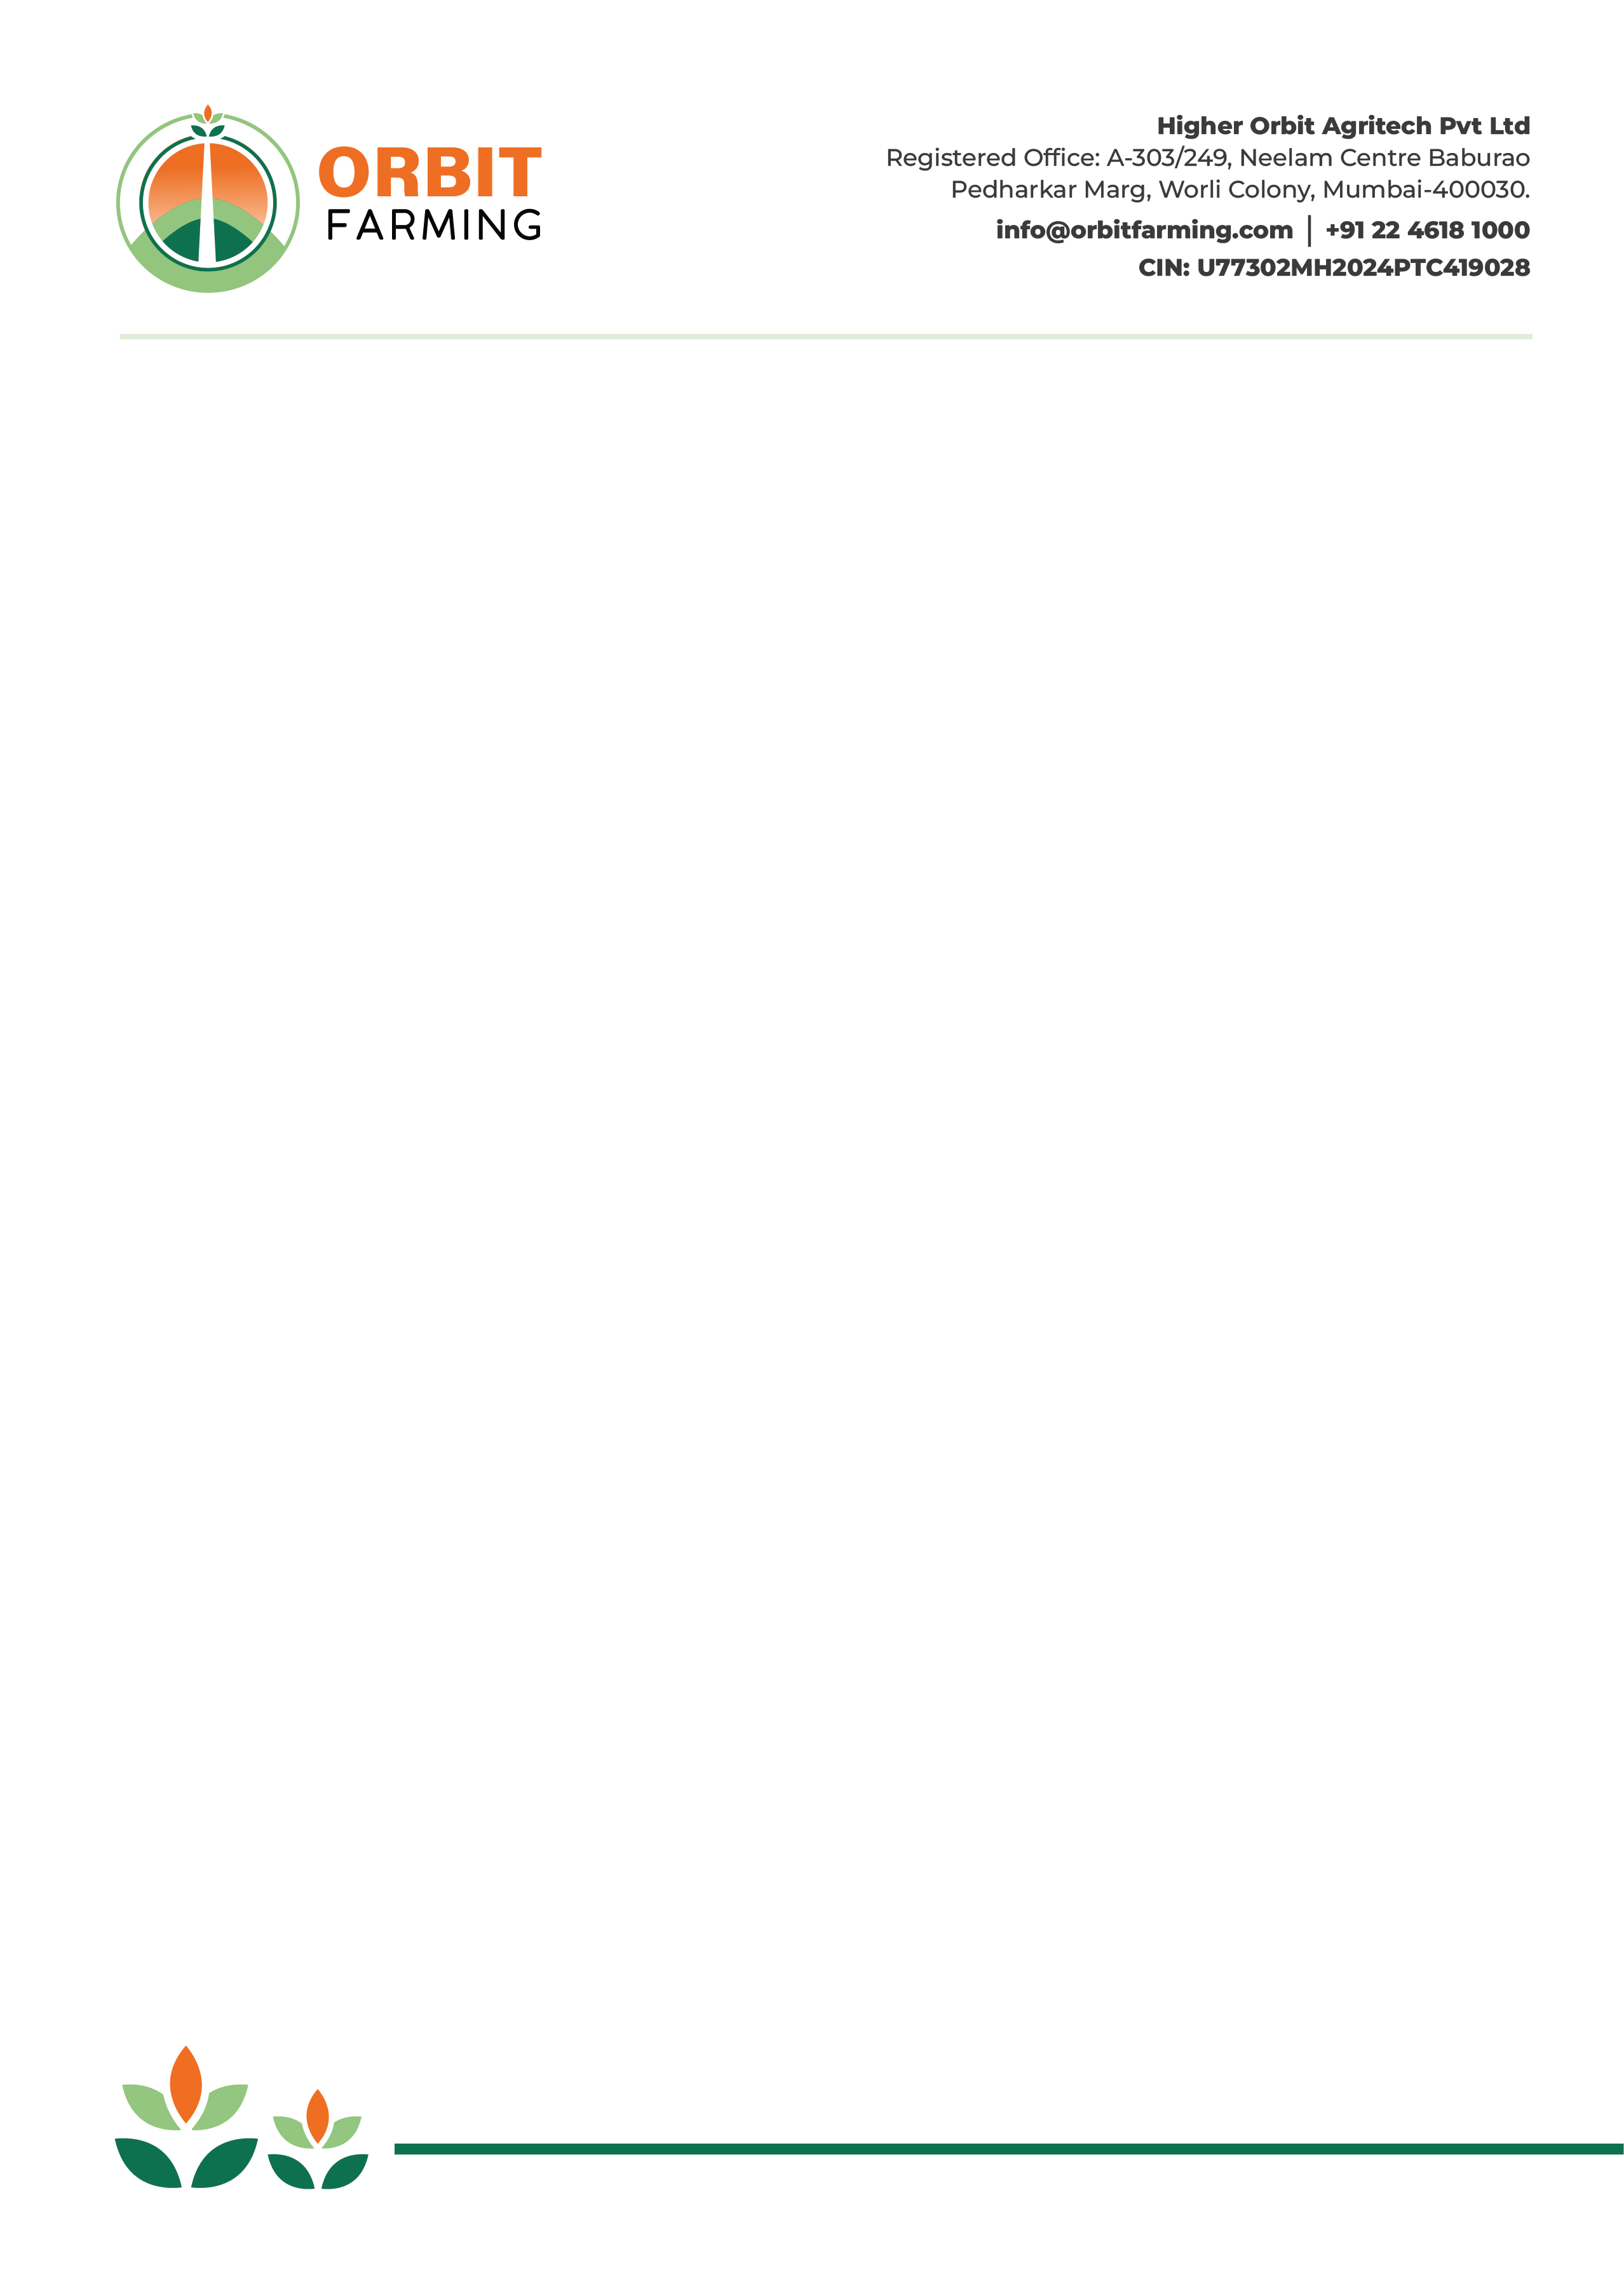 ORBIT
FARMING
Higher Orbit Agritech Pvt Ltd
Registered Office: A-303/249, Neelam Centre Baburao
Pedharkar Marg, Worli Colony, Mumbai-400030.
info@orbitfarming.com | +91 22 4618 1000
CIN: U77302MH2024PTC419028